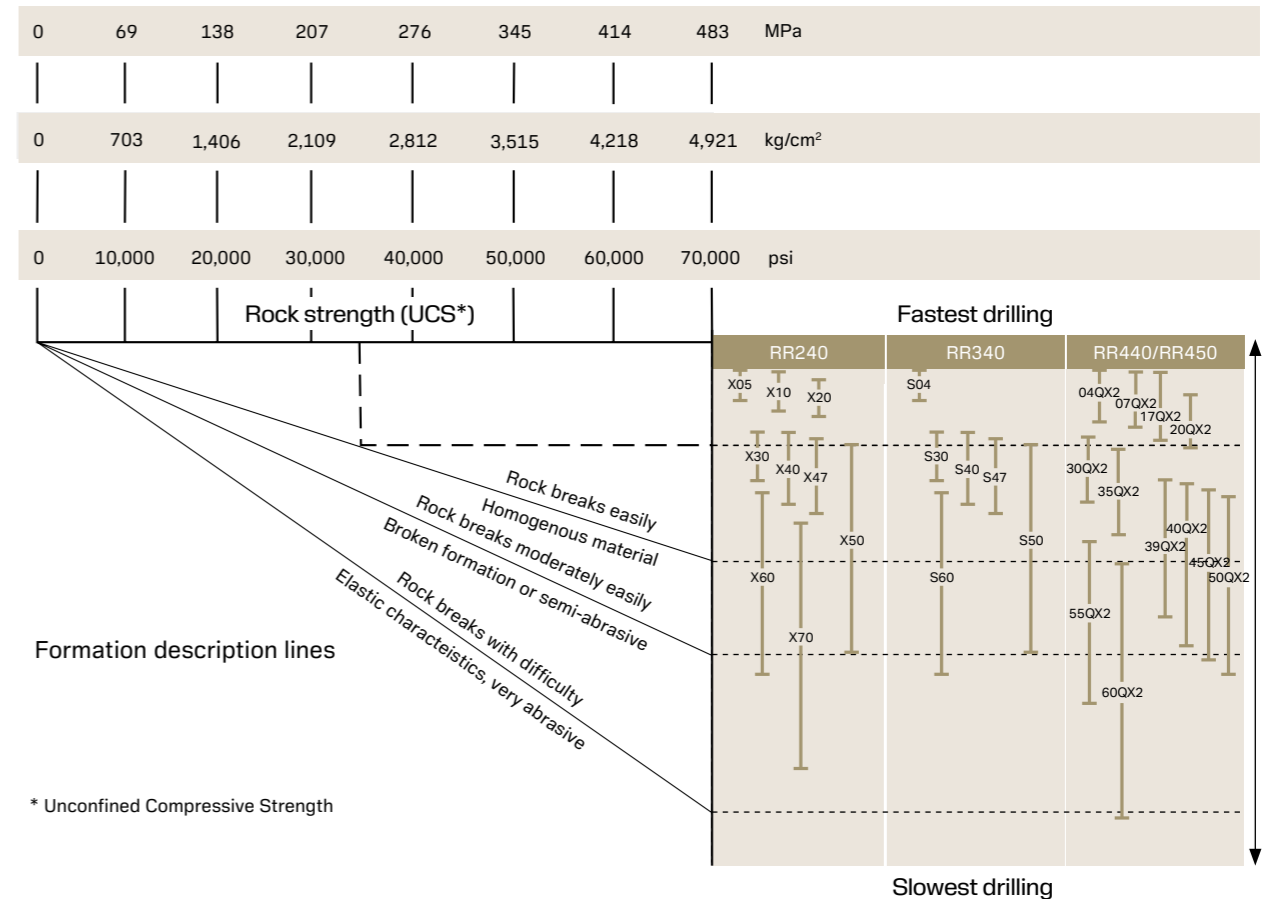 0 69 138 207 276 345 414 483 MPa
0 703 1,406 2,109 2,812 3,515 4,218 4,921 kg/cm²
0 10,000 20,000 30,000 40,000 50,000 60,000 70,000 psi
Rock strength (UCS*)
Fastest drilling
RR240 RR340 RR440/RR450
X05 X10 X20
S04
04QX2 07QX2 17QX2 20QX2
X30 X40 X47 X50
S30 S40 S47 S50
30QX2 35QX2 39QX2 40QX2 45QX2 50QX2
X60 X70
S60
55QX2 60QX2
Rock breaks easily
Homogenous material
Rock breaks moderately easily
Broken formation or semi-abrasive
Rock breaks with difficulty
Elastic characteistics, very abrasive
Formation description lines
* Unconfined Compressive Strength
Slowest drilling